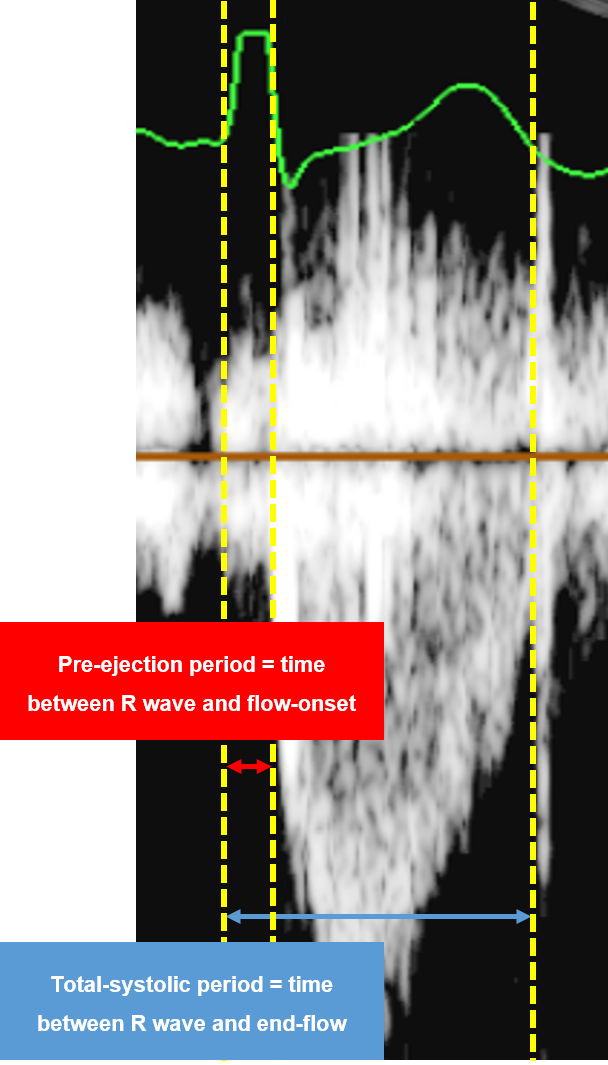 Pre-ejection period = time
between R wave and flow-onset
Total-systolic period = time
between R wave and end-flow